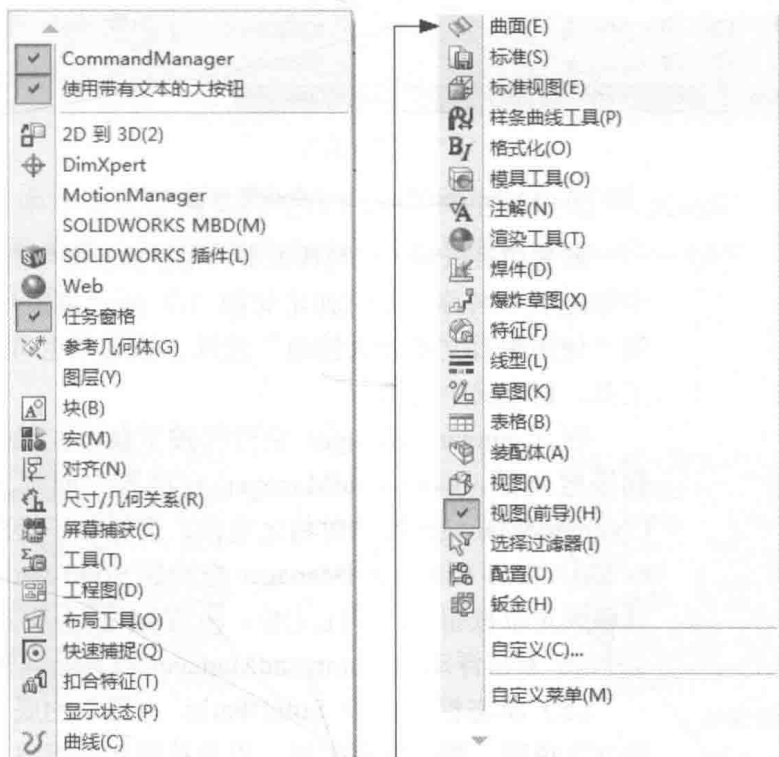 CommandManager
使用带有文本的大按钮
2D 到 3D(2)
DimXpert
MotionManager
SOLIDWORKS MBD(M)
SOLIDWORKS 插件(L)
Web
任务窗格
参考几何体(G)
图层(Y)
块(B)
宏(M)
对齐(N)
尺寸/几何关系(R)
屏幕捕获(C)
工具(T)
工程图(D)
布局工具(O)
快速捕捉(Q)
扣合特征(T)
显示状态(P)
曲线(C)
曲面(E)
标准(S)
标准视图(E)
样条曲线工具(P)
格式化(O)
模具工具(O)
注解(N)
渲染工具(T)
焊件(D)
爆炸草图(X)
特征(F)
线型(L)
草图(K)
表格(B)
装配体(A)
视图(V)
视图(前导)(H)
选择过滤器(I)
配置(U)
钣金(H)
自定义(C)...
自定义菜单(M)